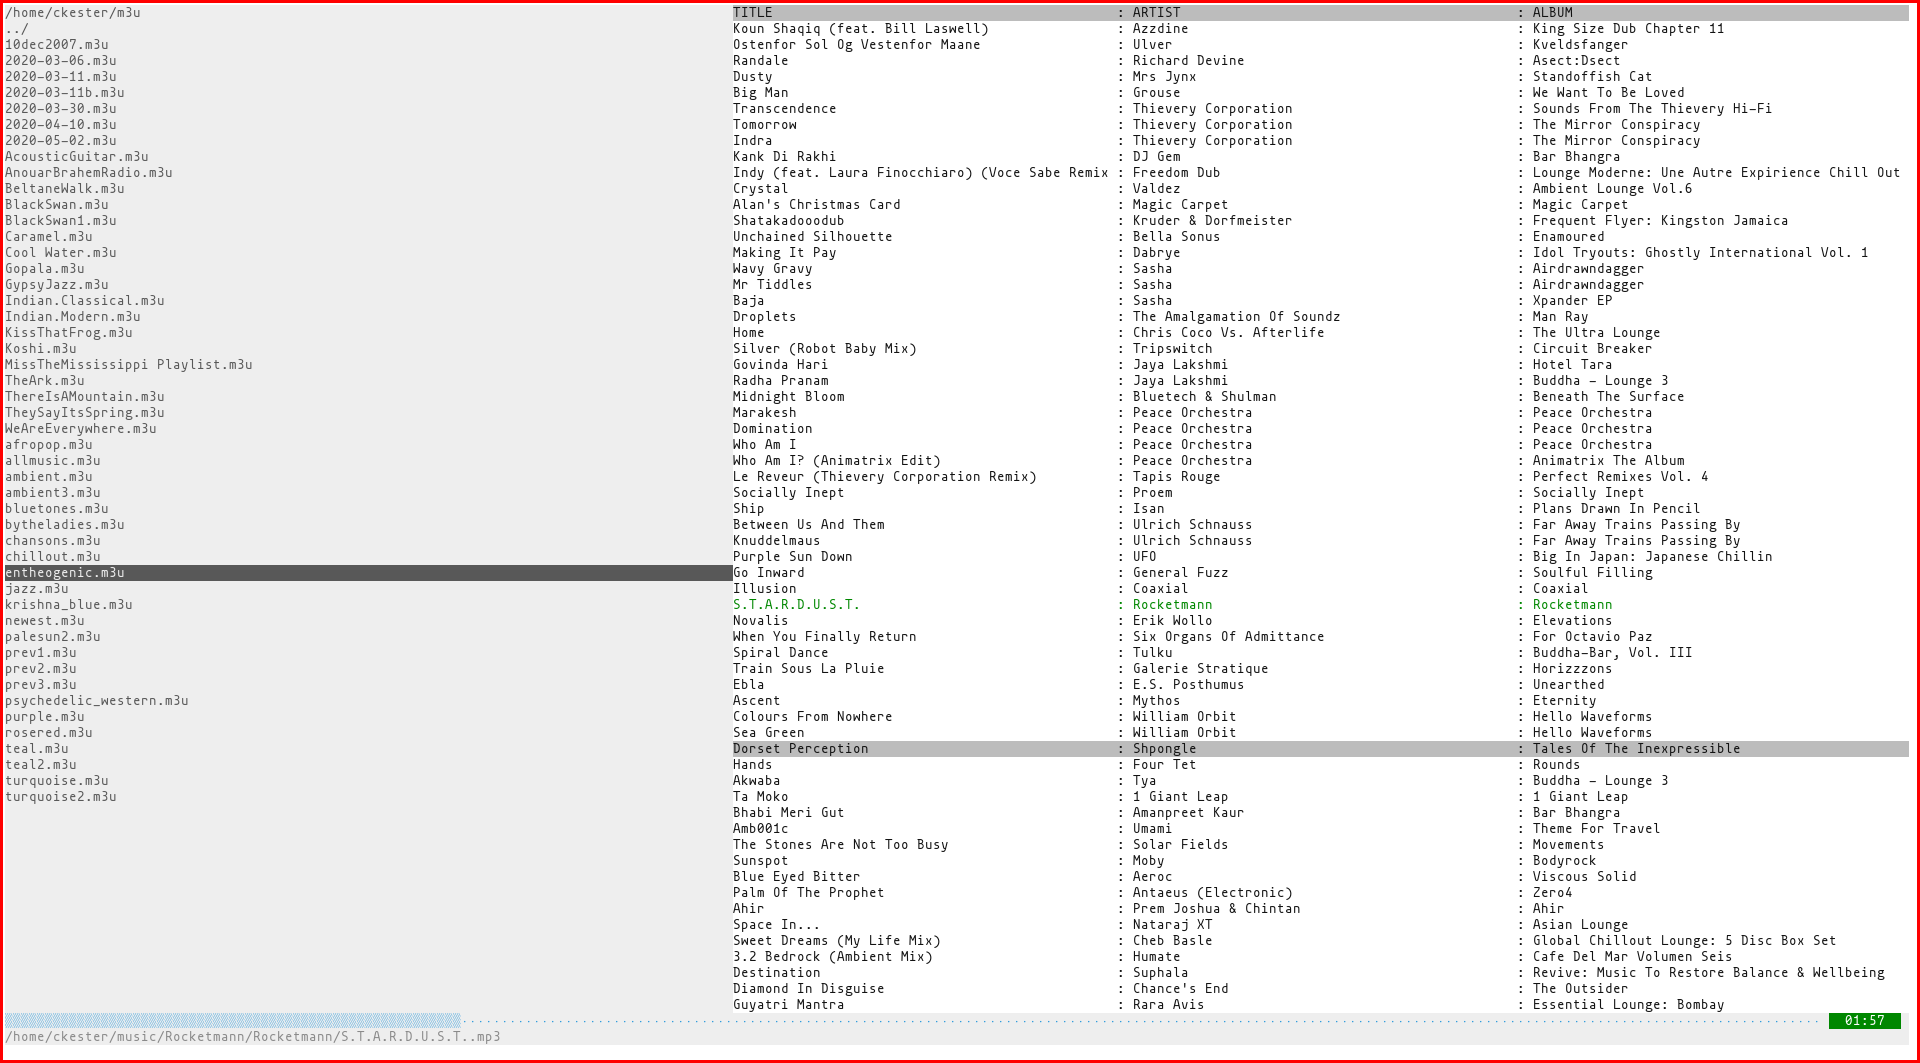 /home/ckester/m3u
../
10dec2007.m3u
2020-03-06.m3u
2020-03-11.m3u
2020-03-11b.m3u
2020-03-30.m3u
2020-04-10.m3u
2020-05-02.m3u
AcousticGuitar.m3u
AnouarBrahemRadio.m3u
BeltaneWalk.m3u
BlackSwan.m3u
BlackSwan1.m3u
Caramel.m3u
Cool Water.m3u
Gopala.m3u
GypsyJazz.m3u
Indian.Classical.m3u
Indian.Modern.m3u
KissThatFrog.m3u
Koshi.m3u
MissTheMississippi Playlist.m3u
TheArk.m3u
ThereIsAMountain.m3u
TheySayItsSpring.m3u
WeAreEverywhere.m3u
afropop.m3u
allmusic.m3u
ambient.m3u
ambient3.m3u
bluetones.m3u
bytheladies.m3u
chansons.m3u
chillout.m3u
entheogenic.m3u
jazz.m3u
krishna_blue.m3u
newest.m3u
palesun2.m3u
prev1.m3u
prev2.m3u
prev3.m3u
psychedelic_western.m3u
purple.m3u
rosered.m3u
teal.m3u
teal2.m3u
turquoise.m3u
turquoise2.m3u
TITLE : ARTIST : ALBUM
Koun Shaqiq (feat. Bill Laswell) : Azzdine : King Size Dub Chapter 11
Ostenfor Sol Og Vestenfor Maane : Ulver : Kveldsfanger
Randale : Richard Devine : Asect:Dsect
Dusty : Mrs Jynx : Standoffish Cat
Big Man : Grouse : We Want To Be Loved
Transcendence : Thievery Corporation : Sounds From The Thievery Hi-Fi
Tomorrow : Thievery Corporation : The Mirror Conspiracy
Indra : Thievery Corporation : The Mirror Conspiracy
Kank Di Rakhi : DJ Gem : Bar Bhangra
Indy (feat. Laura Finocchiaro) (Voce Sabe Remix : Freedom Dub : Lounge Moderne: Une Autre Expirience Chill Out
Crystal : Valdez : Ambient Lounge Vol.6
Alan's Christmas Card : Magic Carpet : Magic Carpet
Shatakadooodub : Kruder & Dorfmeister : Frequent Flyer: Kingston Jamaica
Unchained Silhouette : Bella Sonus : Enamoured
Making It Pay : Dabrye : Idol Tryouts: Ghostly International Vol. 1
Wavy Gravy : Sasha : Airdrawndagger
Mr Tiddles : Sasha : Airdrawndagger
Baja : Sasha : Xpander EP
Droplets : The Amalgamation Of Soundz : Man Ray
Home : Chris Coco Vs. Afterlife : The Ultra Lounge
Silver (Robot Baby Mix) : Tripswitch : Circuit Breaker
Govinda Hari : Jaya Lakshmi : Hotel Tara
Radha Pranam : Jaya Lakshmi : Buddha - Lounge 3
Midnight Bloom : Bluetech & Shulman : Beneath The Surface
Marakesh : Peace Orchestra : Peace Orchestra
Domination : Peace Orchestra : Peace Orchestra
Who Am I : Peace Orchestra : Peace Orchestra
Who Am I? (Animatrix Edit) : Peace Orchestra : Animatrix The Album
Le Reveur (Thievery Corporation Remix) : Tapis Rouge : Perfect Remixes Vol. 4
Socially Inept : Proem : Socially Inept
Ship : Isan : Plans Drawn In Pencil
Between Us And Them : Ulrich Schnauss : Far Away Trains Passing By
Knuddelmaus : Ulrich Schnauss : Far Away Trains Passing By
Purple Sun Down : UFO : Big In Japan: Japanese Chillin
Go Inward : General Fuzz : Soulful Filling
Illusion : Coaxial : Coaxial
S.T.A.R.D.U.S.T. : Rocketmann : Rocketmann
Novalis : Erik Wollo : Elevations
When You Finally Return : Six Organs Of Admittance : For Octavio Paz
Spiral Dance : Tulku : Buddha-Bar, Vol. III
Train Sous La Pluie : Galerie Stratique : Horizzzons
Ebla : E.S. Posthumus : Unearthed
Ascent : Mythos : Eternity
Colours From Nowhere : William Orbit : Hello Waveforms
Sea Green : William Orbit : Hello Waveforms
Dorset Perception : Shpongle : Tales Of The Inexpressible
Hands : Four Tet : Rounds
Akwaba : Tya : Buddha - Lounge 3
Ta Moko : 1 Giant Leap : 1 Giant Leap
Bhabi Meri Gut : Amanpreet Kaur : Bar Bhangra
Amb001c : Umami : Theme For Travel
The Stones Are Not Too Busy : Solar Fields : Movements
Sunspot : Moby : Bodyrock
Blue Eyed Bitter : Aeroc : Viscous Solid
Palm Of The Prophet : Antaeus (Electronic) : Zero4
Ahir : Prem Joshua & Chintan : Ahir
Space In... : Nataraj XT : Asian Lounge
Sweet Dreams (My Life Mix) : Cheb Basle : Global Chillout Lounge: 5 Disc Box Set
3.2 Bedrock (Ambient Mix) : Humate : Cafe Del Mar Volumen Seis
Destination : Suphala : Revive: Music To Restore Balance & Wellbeing
Diamond In Disguise : Chance's End : The Outsider
Guyatri Mantra : Rara Avis : Essential Lounge: Bombay
01:57
/home/ckester/music/Rocketmann/Rocketmann/S.T.A.R.D.U.S.T..mp3